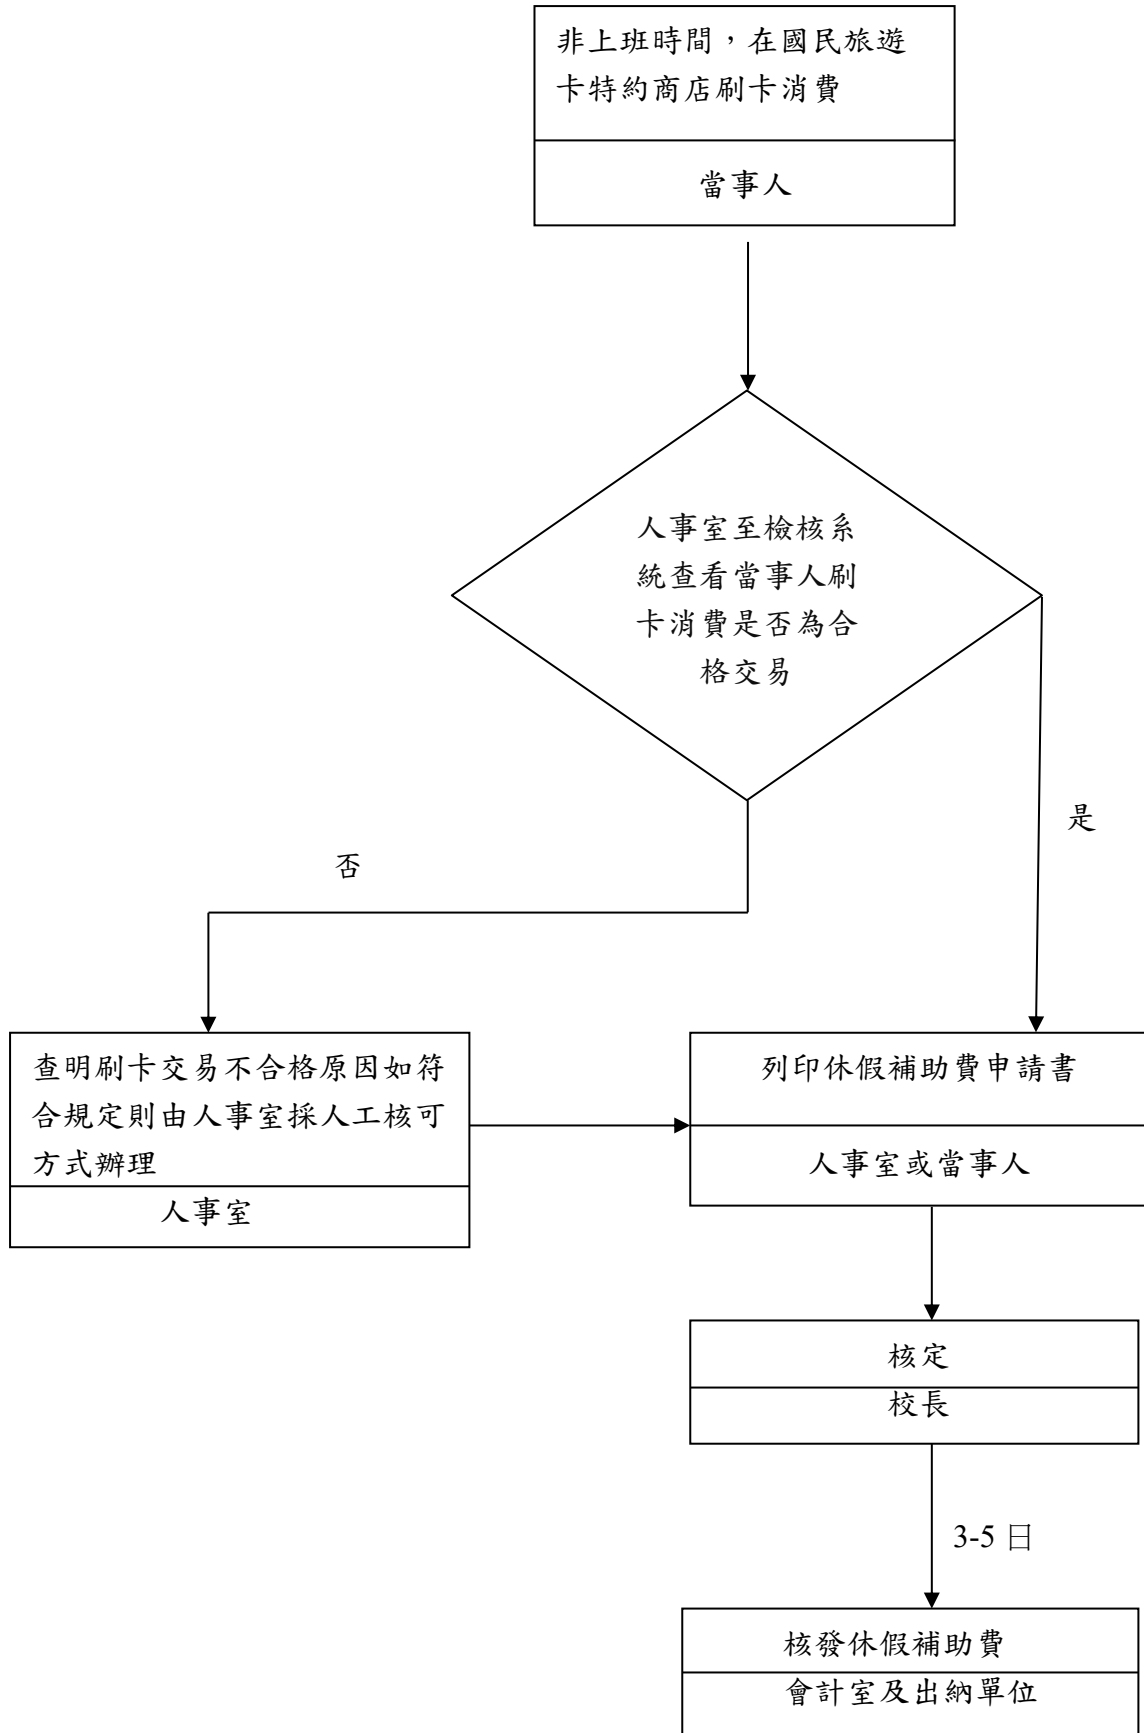 非上班時間，在國民旅遊
卡特約商店刷卡消費
當事人
人事室至檢核系
統查看當事人刷
卡消費是否為合
格交易
是
否
查明刷卡交易不合格原因如符
合規定則由人事室採人工核可
方式辦理
人事室
列印休假補助費申請書
人事室或當事人
核定
校長
3-5 日
核發休假補助費
會計室及出納單位